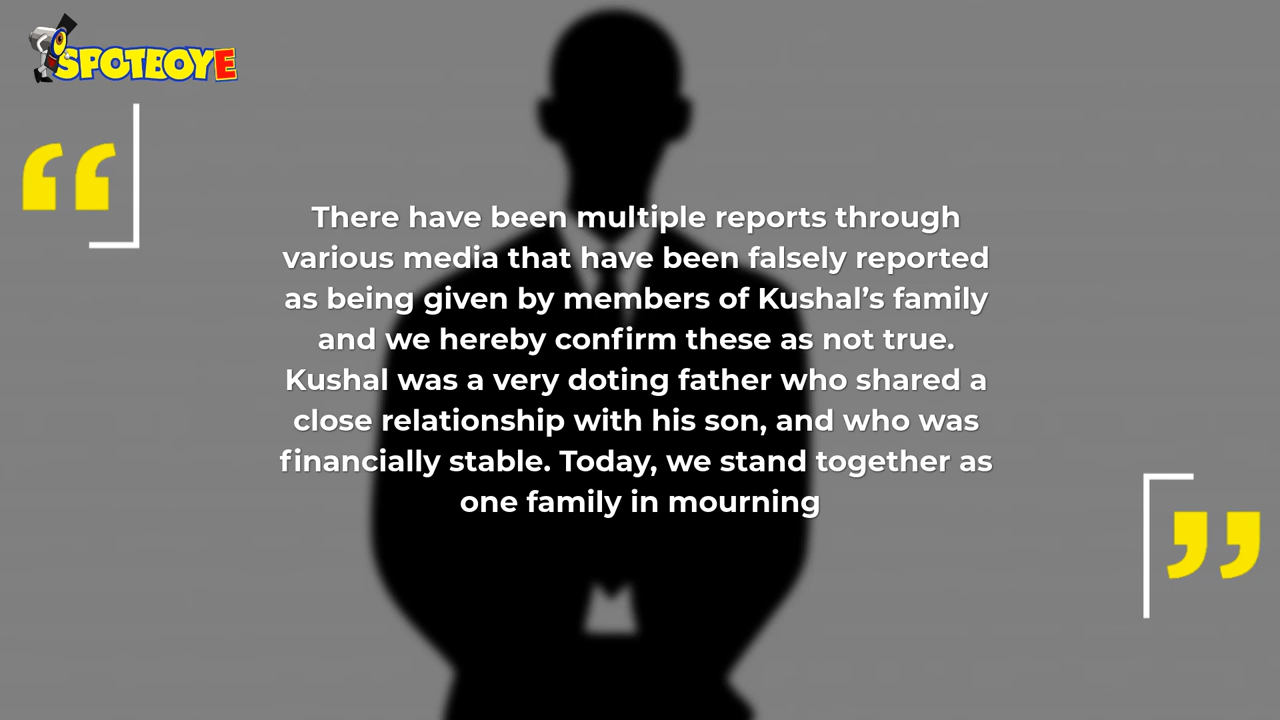 SPOTBOYE
“
There have been multiple reports through
various media that have been falsely reported
as being given by members of Kushal’s family
and we hereby confirm these as not true.
Kushal was a very doting father who shared a
close relationship with his son, and who was
financially stable. Today, we stand together as
one family in mourning
”